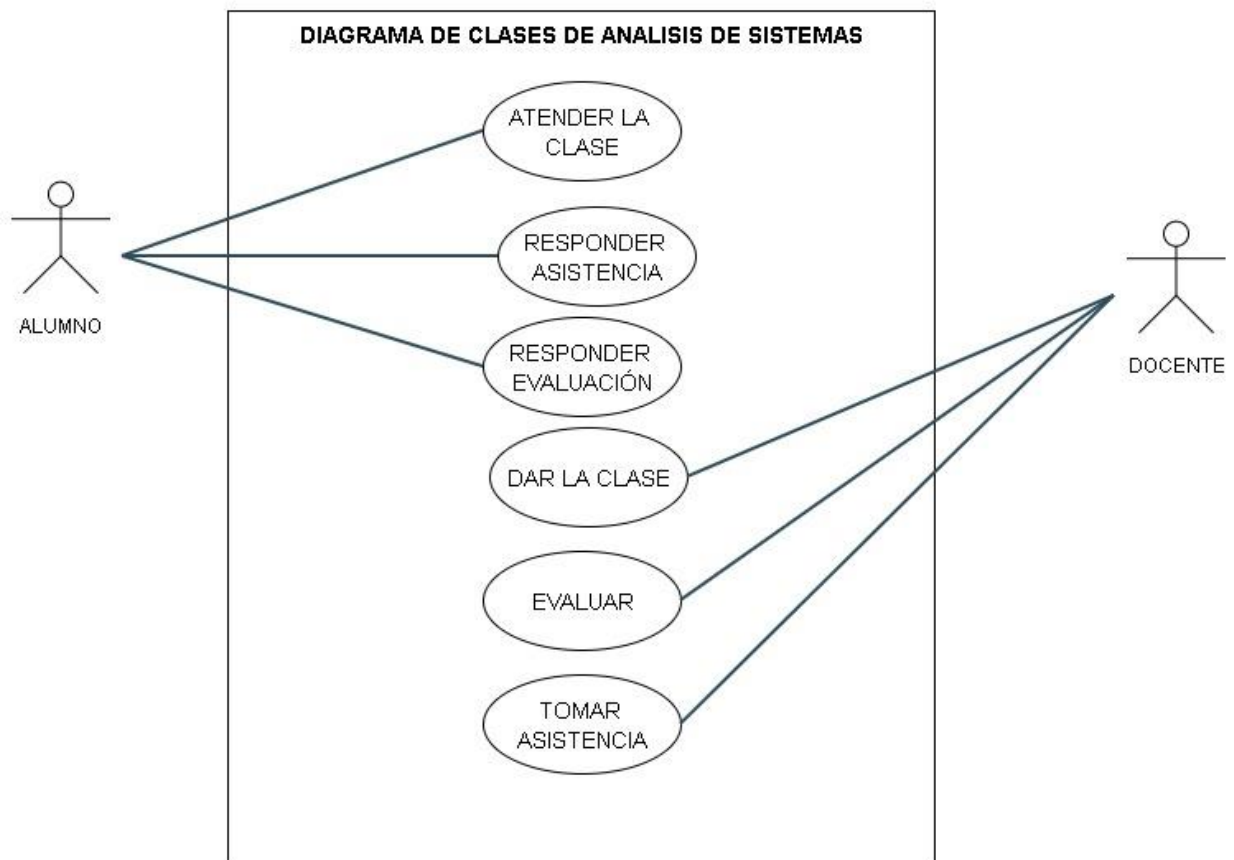 DIAGRAMA DE CLASES DE ANALISIS DE SISTEMAS
ATENDER LA
CLASE
RESPONDER
ASISTENCIA
ALUMNO
RESPONDER
EVALUACIÓN
DOCENTE
DAR LA CLASE
EVALUAR
TOMAR
ASISTENCIA